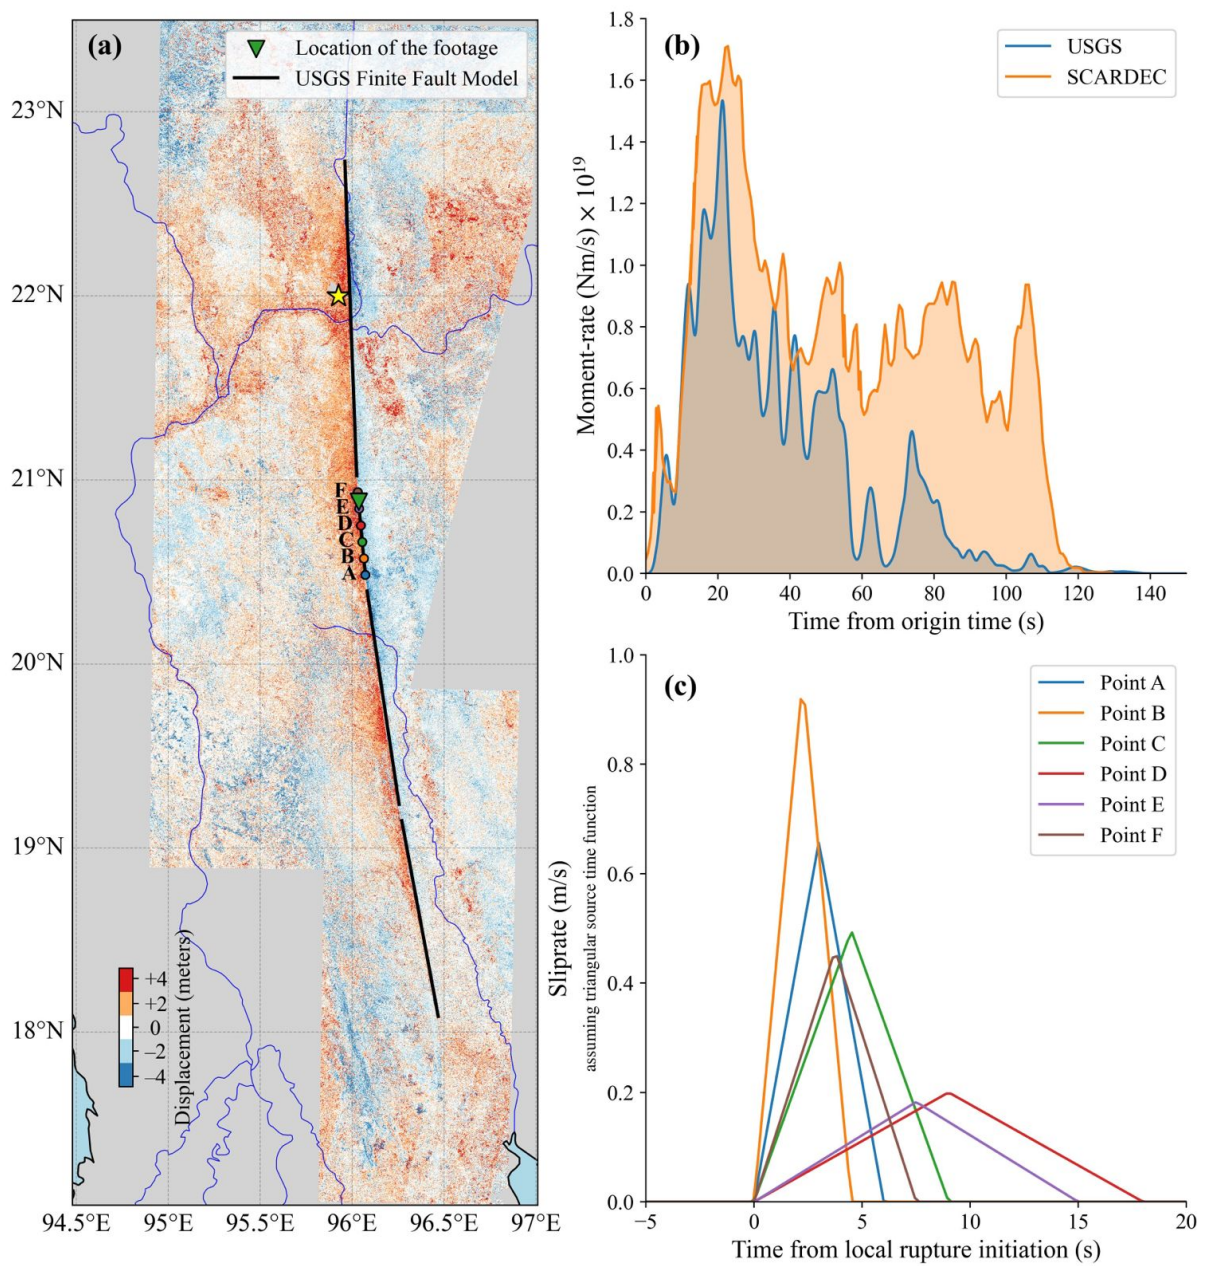 (a)
Location of the footage
USGS Finite Fault Model
23°N
22°N
21°N
20°N
19°N
18°N
F
E
D
C
B
A
+4
+2
0
−2
−4
Displacement (meters)
94.5°E 95°E 95.5°E 96°E 96.5°E 97°E
(b)
USGS
SCARDEC
Moment-rate (Nm/s) × 10¹⁹
1.8
1.6
1.4
1.2
1.0
0.8
0.6
0.4
0.2
0.0
0 20 40 60 80 100 120 140
Time from origin time (s)
(c)
Point A
Point B
Point C
Point D
Point E
Point F
Sliprate (m/s)
assuming triangular source time function
1.0
0.8
0.6
0.4
0.2
0.0
−5 0 5 10 15 20
Time from local rupture initiation (s)